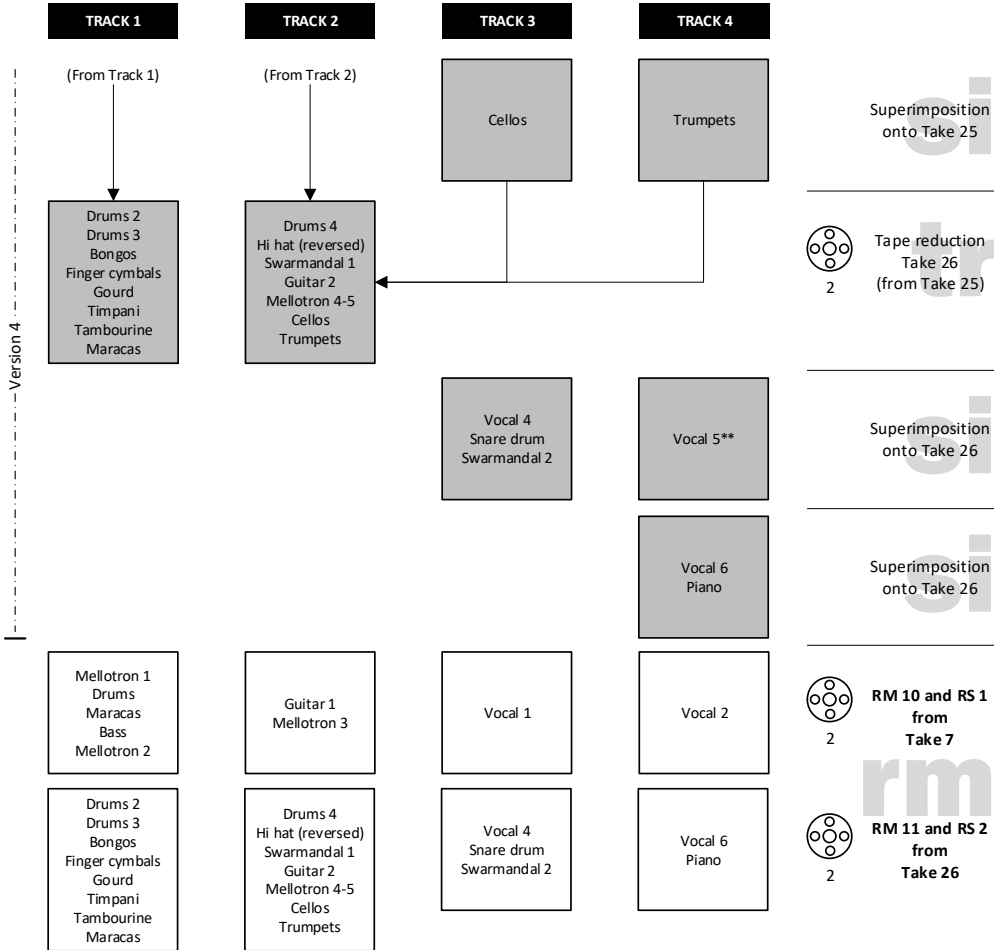 TRACK 1
TRACK 2
TRACK 3
TRACK 4
(From Track 1)
(From Track 2)
Cellos
Trumpets
si
Superimposition
onto Take 25
Version 4
Drums 2
Drums 3
Bongos
Finger cymbals
Gourd
Timpani
Tambourine
Maracas
Drums 4
Hi hat (reversed)
Swarmandal 1
Guitar 2
Mellotron 4-5
Cellos
Trumpets
2
tr
Tape reduction
Take 26
(from Take 25)
Vocal 4
Snare drum
Swarmandal 2
Vocal 5**
si
Superimposition
onto Take 26
Vocal 6
Piano
si
Superimposition
onto Take 26
Mellotron 1
Drums
Maracas
Bass
Mellotron 2
Guitar 1
Mellotron 3
Vocal 1
Vocal 2
2
RM 10 and RS 1
from
Take 7
rm
Drums 2
Drums 3
Bongos
Finger cymbals
Gourd
Timpani
Tambourine
Maracas
Drums 4
Hi hat (reversed)
Swarmandal 1
Guitar 2
Mellotron 4-5
Cellos
Trumpets
Vocal 4
Snare drum
Swarmandal 2
Vocal 6
Piano
2
RM 11 and RS 2
from
Take 26